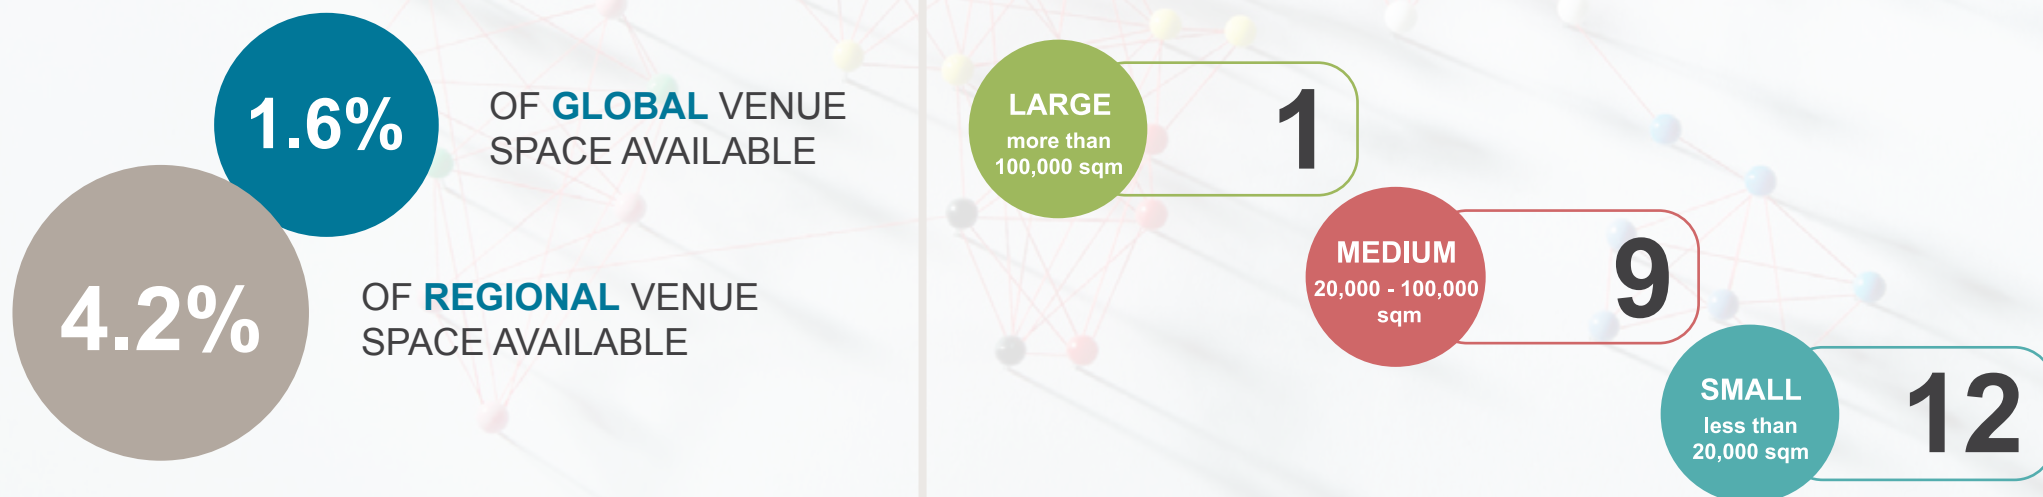 1.6%
OF GLOBAL VENUE
SPACE AVAILABLE
4.2%
OF REGIONAL VENUE
SPACE AVAILABLE
LARGE
more than
100,000 sqm
1
MEDIUM
20,000 - 100,000
sqm
9
SMALL
less than
20,000 sqm
12